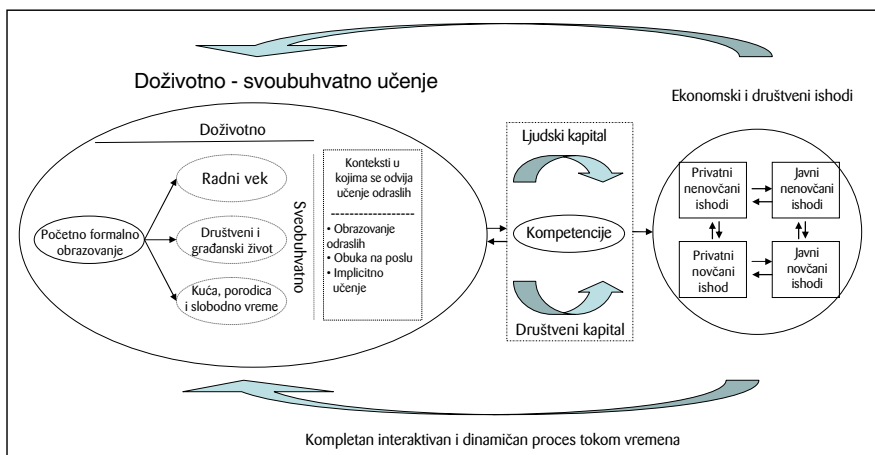 Doživotno - svoubuhvatno učenje
Ekonomski i društveni ishodi
Doživotno
Početno formalno
obrazovanje
Radni vek
Društveni i
građanski život
Kuća, porodica
i slobodno vreme
Sveobuhvatno
Konteksti u
kojima se odvija
učenje odraslih
• Obrazovanje
odraslih
• Obuka na poslu
• Implicitno
učenje
Ljudski kapital
Kompetencije
Društveni kapital
Privatni
nenovčani
ishodi
Javni
nenovčani
ishodi
Privatni
novčani
ishod
Javni
novčani
ishodi
Kompletan interaktivan i dinamičan proces tokom vremena